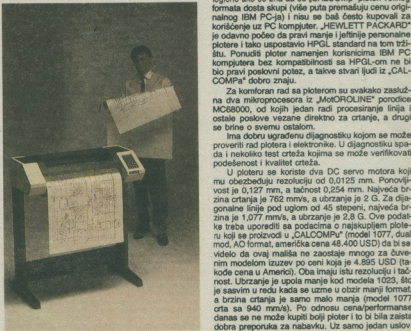 formata dosta skupi (više puta premašuju cenu origi-
nalnog IBM PC-ja) i nisu se baš često kupovali za
korišćenje uz PC kompjuter. „HEWLETT PACKARD"
je odavno počeo da pravi manje i jeftinije personalne
plotere i tako uspostavio HPGL standard na tom trži-
štu. Ponuditi ploter namenjen korisnicima IBM PC
kompjutera bez kompatibilnosti sa HPGL-om ne bi
bio pravi poslovni potez, a takve stvari ljudi iz „CAL-
COMPa" dobro znaju.
Za komforan rad sa ploterom su svakako zasluž-
na dva mikroprocesora iz „MotOROLINE" porodice
MC68000, od kojih jedan radi procesiranje linija i
ostale poslove vezane direktno za crtanje, a drugi
se brine o svemu ostalom.
Ima dobru ugrađenu dijagnostiku kojom se može
proveriti rad plotera i elektronike. U dijagnostiku spa-
da i nekoliko test crteža kojima se može verifikovati
podešenost i kvalitet crteža.
U ploteru se koriste dva DC servo motora koji
mu obezbeđuju rezoluciju od 0,0125 mm. Ponovlji-
vost je 0,127 mm, a tačnost 0,254 mm. Najveća br-
zina crtanja je 762 mm/s, a ubrzanje je 2 G. Za dija-
gonalne linije pod uglom od 45 stepeni, najveća br-
zina je 1,077 mm/s, a ubrzanje je 2,8 G. Ove podat-
ke treba uporediti sa podacima o najskupljem plote-
ru koji se proizvodi u „CALCOMPu" (model 1077, dual
mod, AO format, američka cena 48.400 USD) da bi se
videlo da ovaj mališa ne zaostaje mnogo za čuve-
nim modelom izuzev po ceni koja je 4.895 USD (ta-
kođe cena u Americi). Oba imaju istu rezoluciju i tač-
nost. Ubrzanje je upola manje kod modela 1023, što
je sasvim u redu kada se uzme u obzir manji format,
a brzina crtanja je samo malo manja (model 1077
crta sa 940 mm/s). Po odnosu cena/performanse
danas se ne može kupiti bolji ploter i to bi bila zaista
dobra preporuka za nabavku. Uz samo jedan uslov